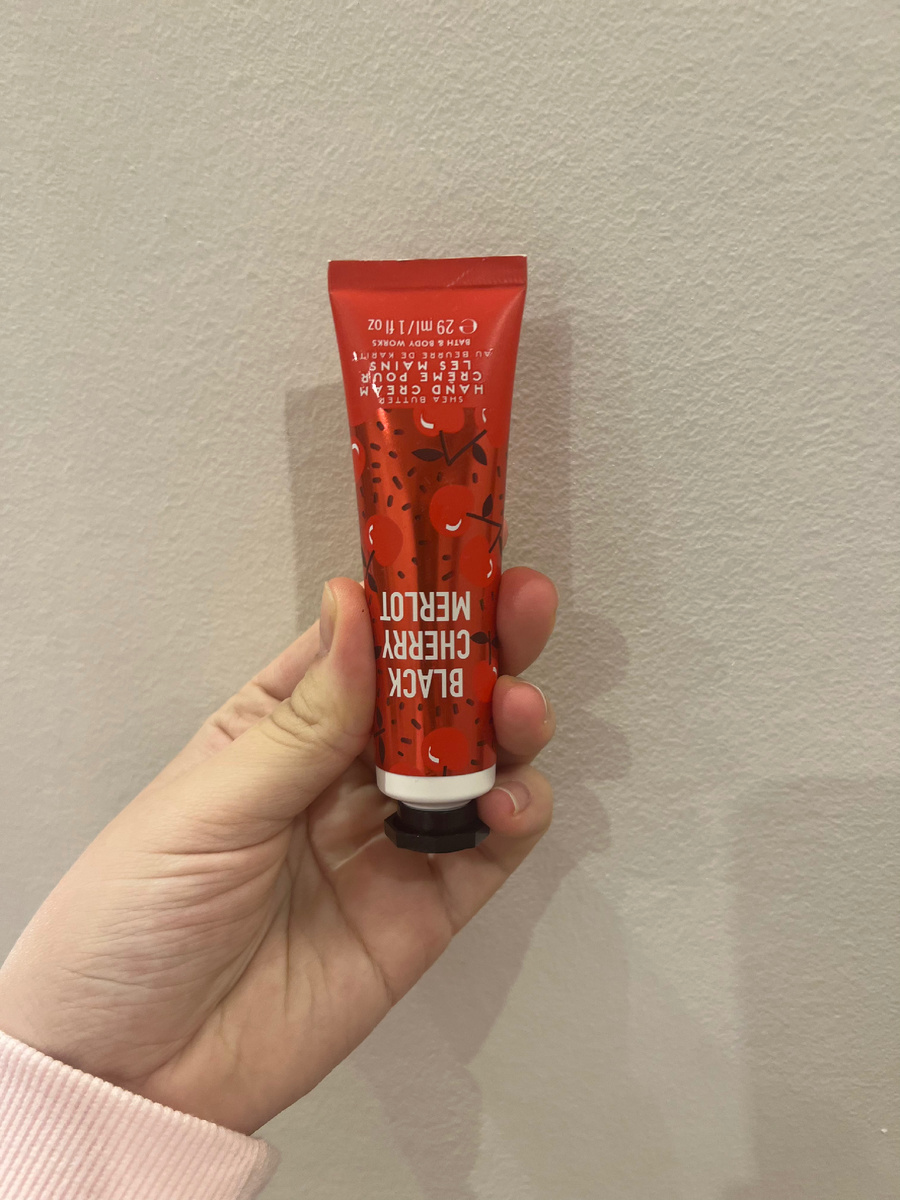 BLACK
CHERRY
MERLOT
SHEA BUTTER
HAND CREAM
CRÈME POUR
LES MAINS
AU BEURRE DE KARITÉ
BATH & BODY WORKS
℮ 29 ml/1 fl oz